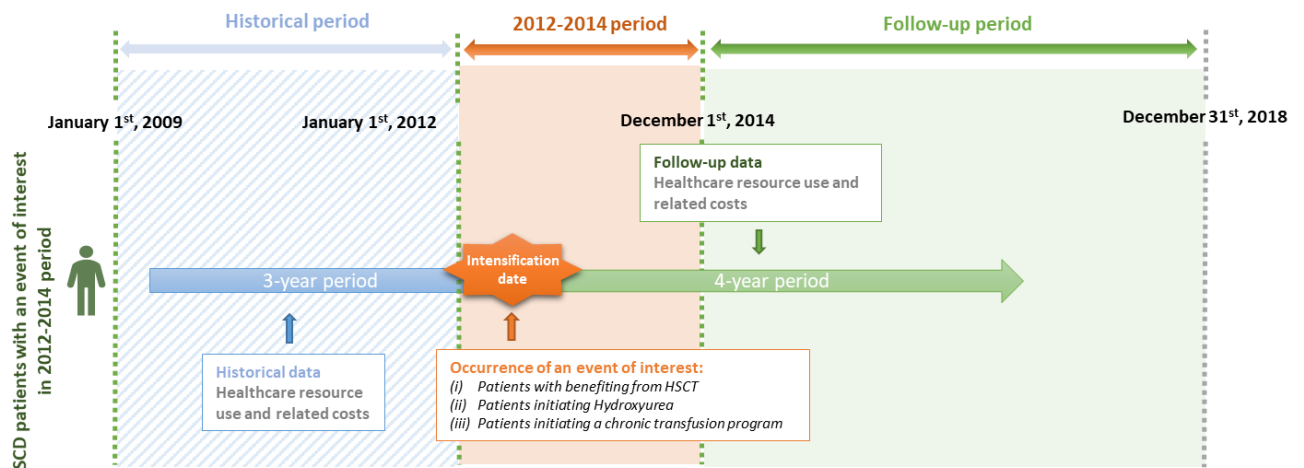 Historical period
2012-2014 period
Follow-up period
January 1st, 2009
January 1st, 2012
December 1st, 2014
December 31st, 2018
SCD patients with an event of interest
in 2012-2014 period
Follow-up data
Healthcare resource use and
related costs
Intensification
date
3-year period
4-year period
Historical data
Healthcare resource
use and related costs
Occurrence of an event of interest:
(i) Patients with benefiting from HSCT
(ii) Patients initiating Hydroxyurea
(iii) Patients initiating a chronic transfusion program